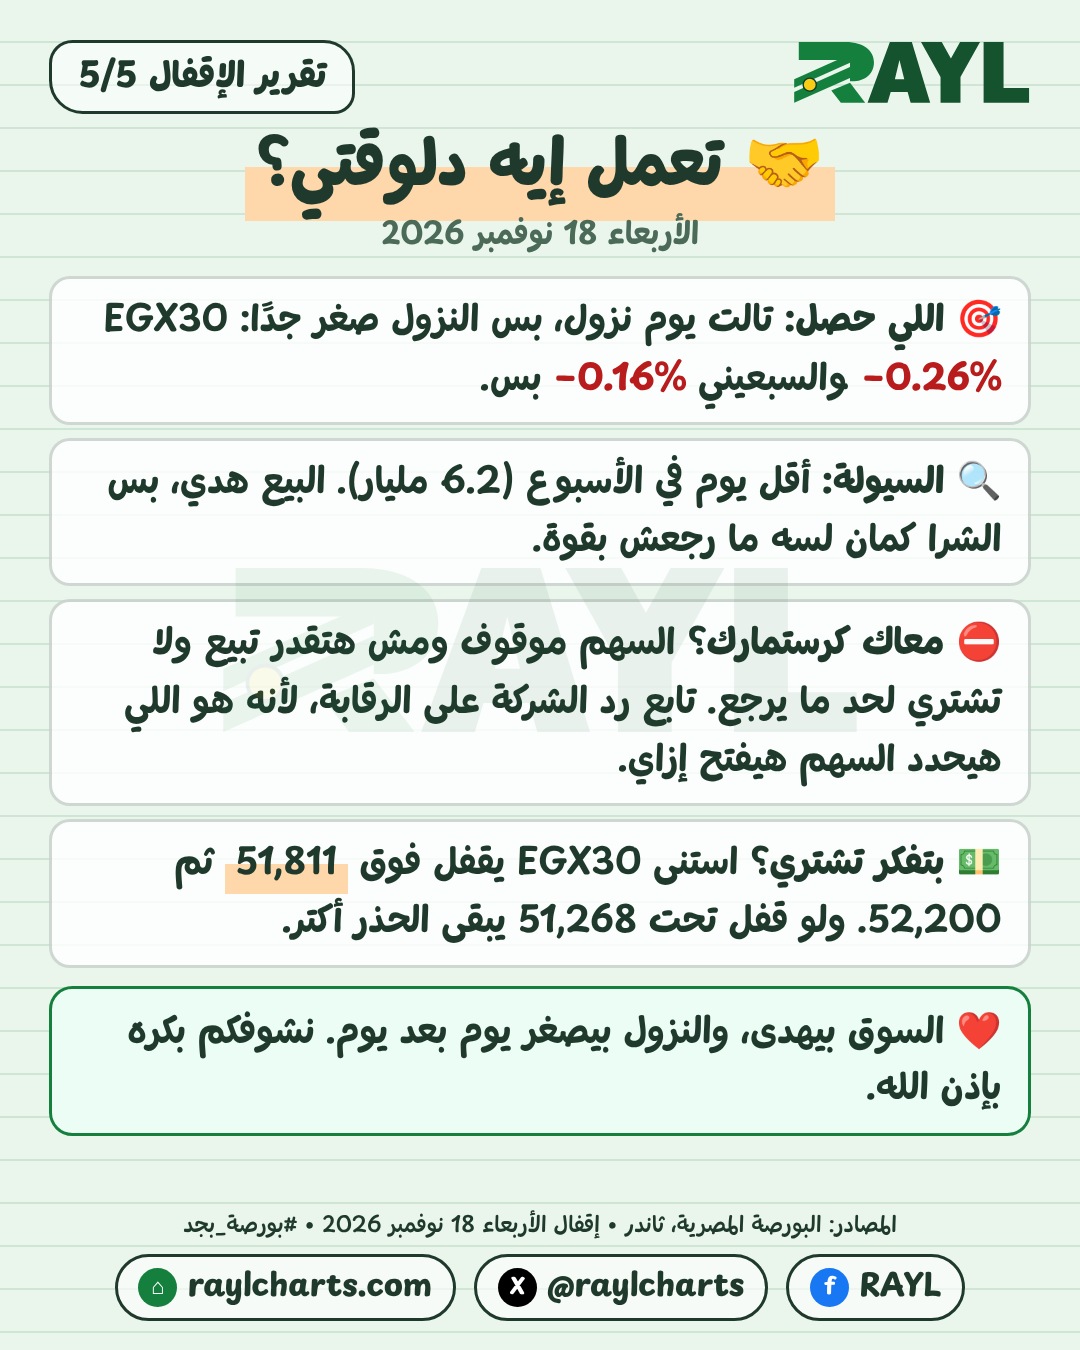 RAYL
تقرير الإقفال 5/5
🤝 تعمل إيه دلوقتي؟
الأربعاء 18 نوفمبر 2026
🎯 اللي حصل: تالت يوم نزول، بس النزول صغر جدًا: EGX30
−0.26% والسبعيني −0.16% بس.
🔍 السيولة: أقل يوم في الأسبوع (6.2 مليار). البيع هدي، بس
الشرا كمان لسه ما رجعش بقوة.
⛔ معاك كرستمارك؟ السهم موقوف ومش هتقدر تبيع ولا
تشتري لحد ما يرجع. تابع رد الشركة على الرقابة، لأنه هو اللي
هيحدد السهم هيفتح إزاي.
💵 بتفكر تشتري؟ استنى EGX30 يقفل فوق 51,811 ثم
52,200. ولو قفل تحت 51,268 يبقى الحذر أكتر.
❤️ السوق بيهدى، والنزول بيصغر يوم بعد يوم. نشوفكم بكرة
بإذن الله.
RAYL
المصادر: البورصة المصرية، ثاندر • إقفال الأربعاء 18 نوفمبر 2026 • #بورصة_بجد
raylcharts.com
X @raylcharts
f RAYL